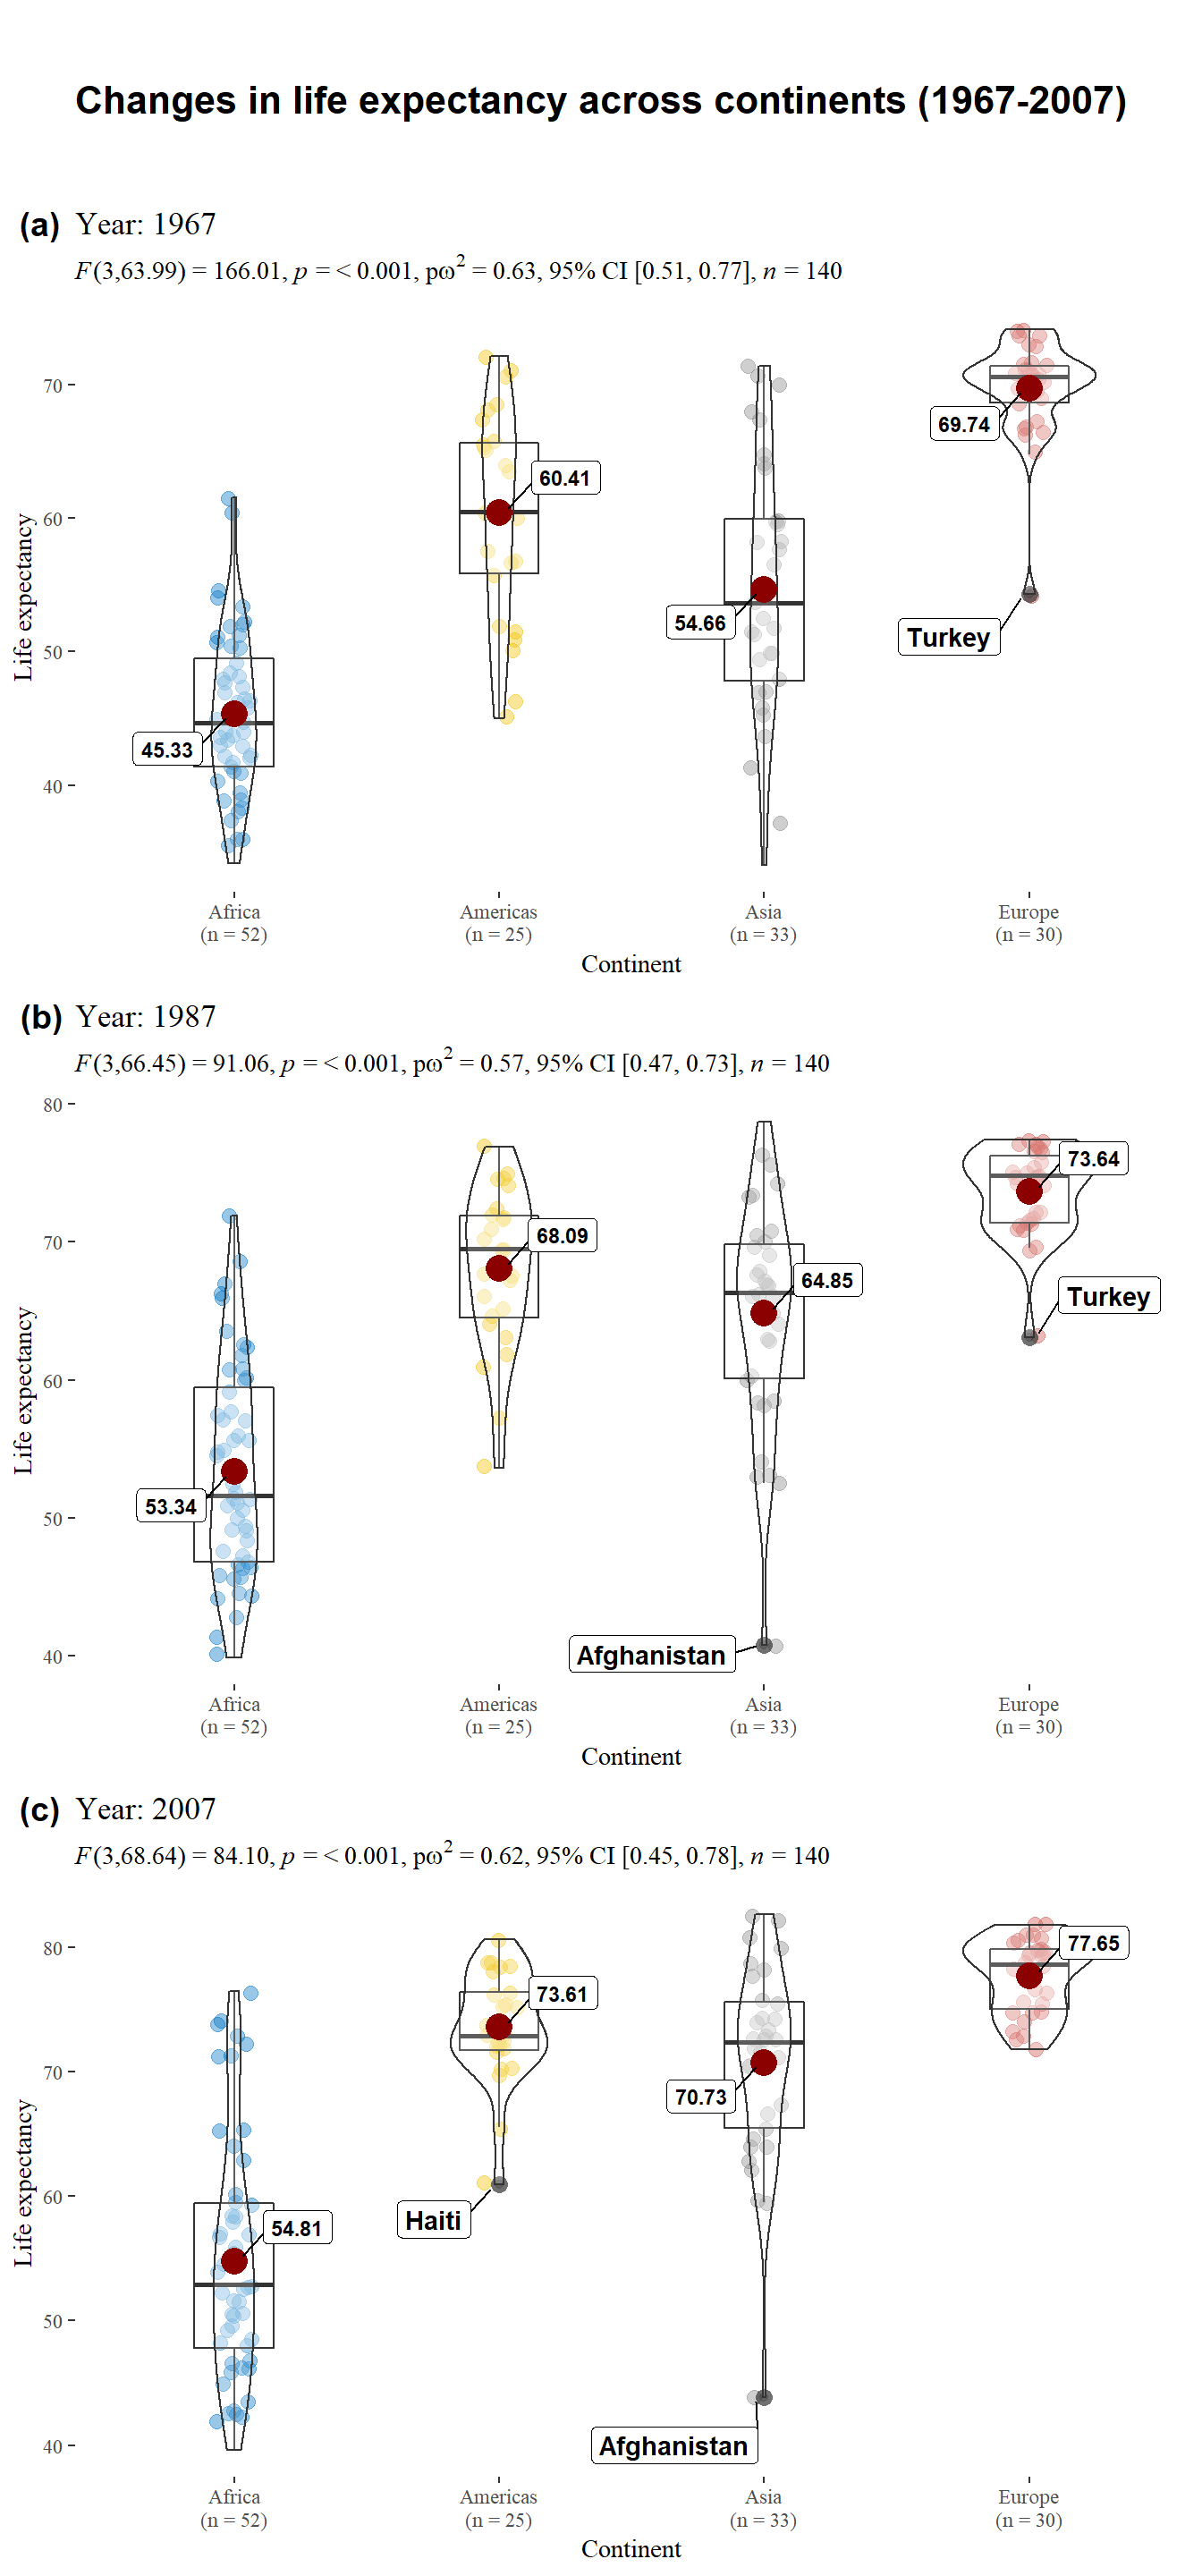 Changes in life expectancy across continents (1967-2007)
(a) Year: 1967
F(3,63.99) = 166.01, p = < 0.001, pω² = 0.63, 95% CI [0.51, 0.77], n = 140
70
69.74
60.41
60
54.66
Turkey
50
45.33
40
Life expectancy
Africa Americas Asia Europe
(n = 52) (n = 25) (n = 33) (n = 30)
Continent
(b) Year: 1987
F(3,66.45) = 91.06, p = < 0.001, pω² = 0.57, 95% CI [0.47, 0.73], n = 140
80
73.64
70
68.09
64.85
Turkey
60
53.34
50
Afghanistan
40
Life expectancy
Africa Americas Asia Europe
(n = 52) (n = 25) (n = 33) (n = 30)
Continent
(c) Year: 2007
F(3,68.64) = 84.10, p = < 0.001, pω² = 0.62, 95% CI [0.45, 0.78], n = 140
80
77.65
73.61
70
70.73
60
Haiti
54.81
50
40
Afghanistan
Life expectancy
Africa Americas Asia Europe
(n = 52) (n = 25) (n = 33) (n = 30)
Continent